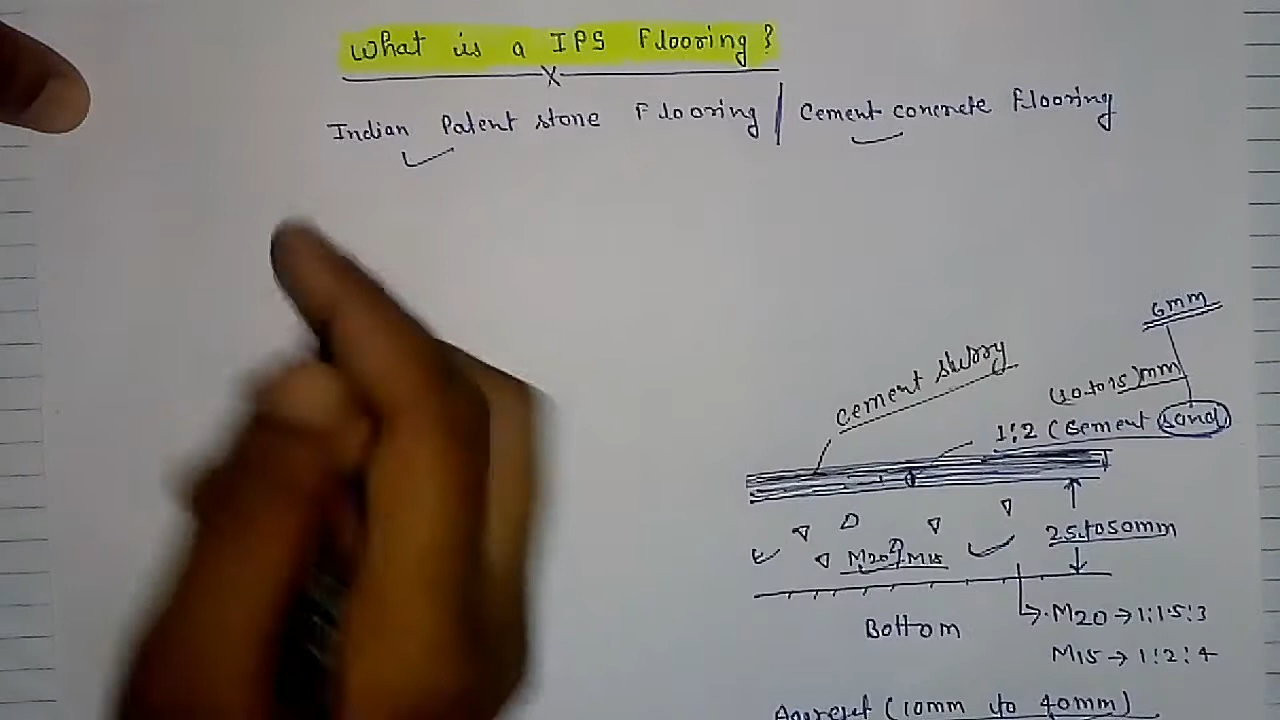 What is a IPS Flooring?
Indian Patent stone Flooring / Cement concrete flooring
6mm
cement slurry
(10 to 15)mm
1:2 (cement sand)
25 to 50mm
M20 M15
Bottom
M20 → 1:1.5:3
M15 → 1:2:4
(10mm to 40mm)